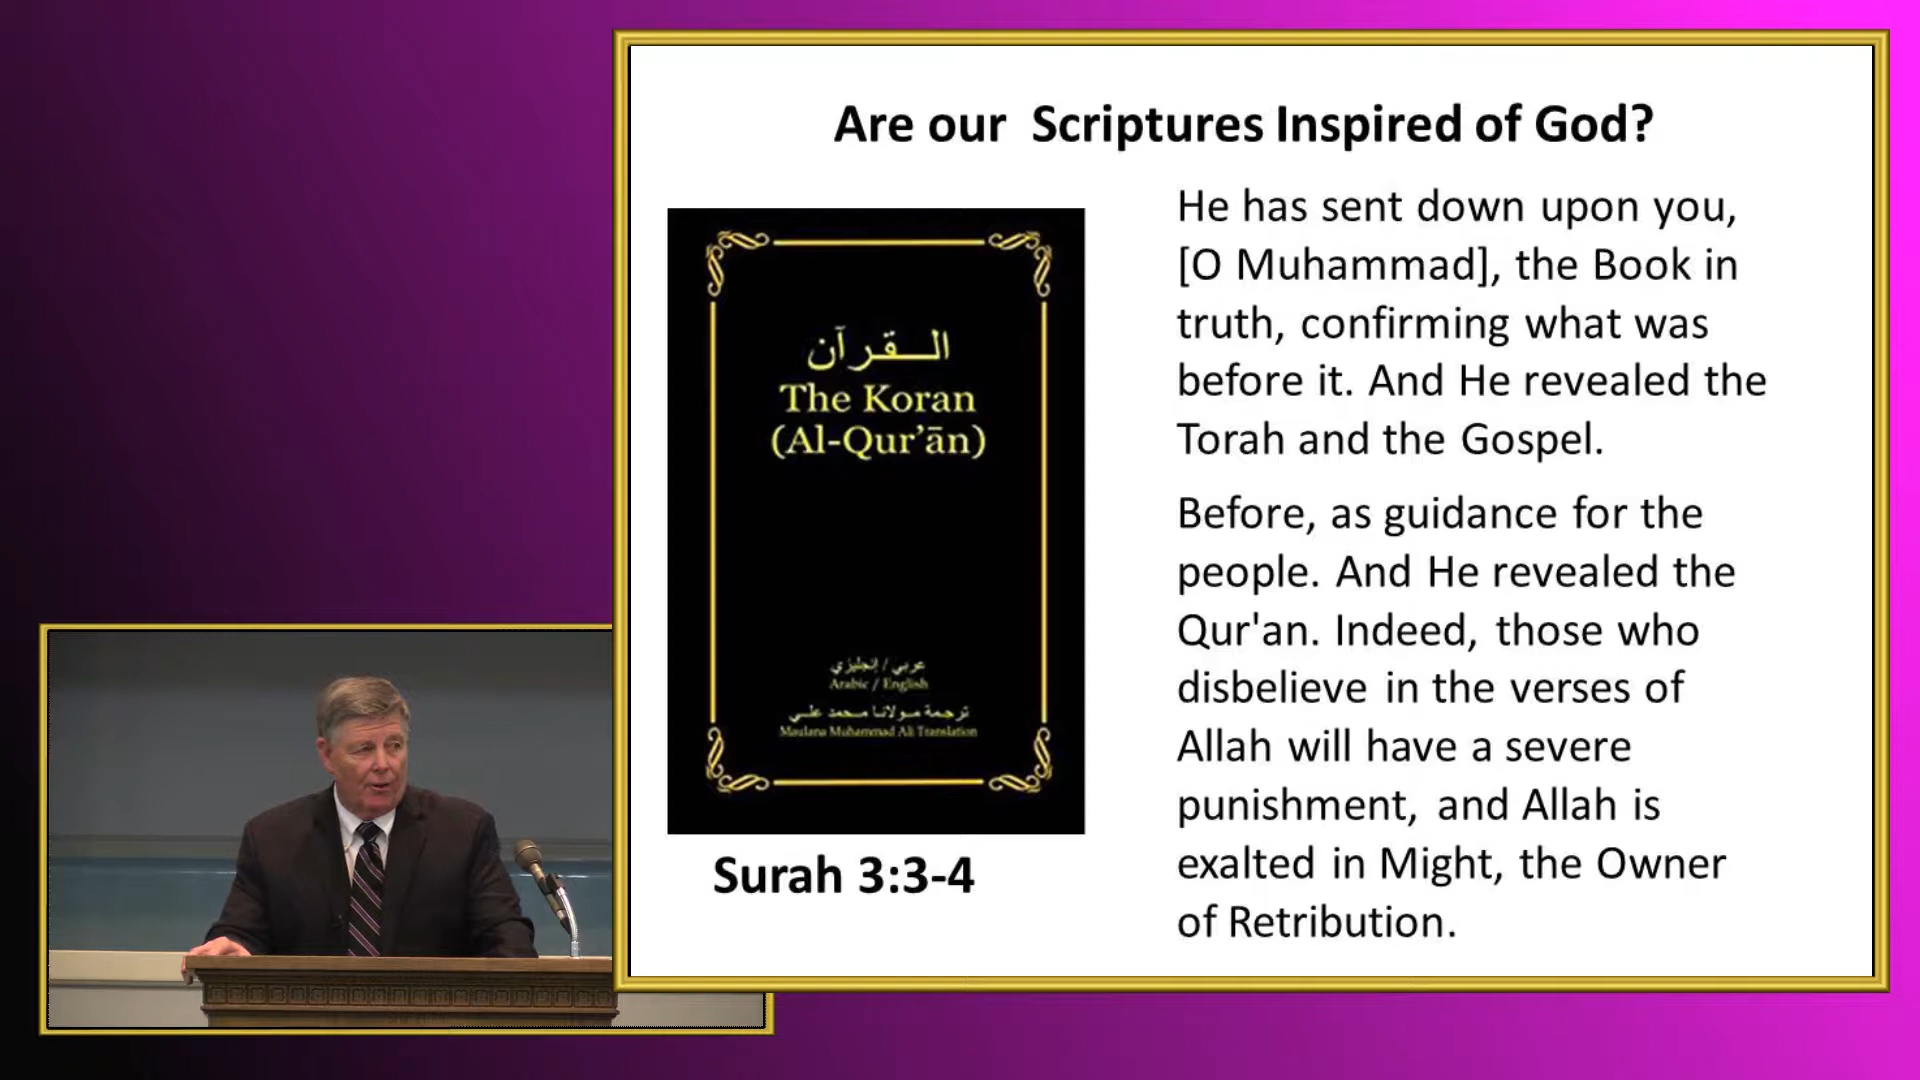 Are our Scriptures Inspired of God?
القرآن
The Koran
(Al-Qur'ān)
عربي / إنجليزي
Arabic / English
ترجمة مولانا محمد علي
Maulana Muhammad Ali Translation
Surah 3:3-4
He has sent down upon you,
[O Muhammad], the Book in
truth, confirming what was
before it. And He revealed the
Torah and the Gospel.
Before, as guidance for the
people. And He revealed the
Qur'an. Indeed, those who
disbelieve in the verses of
Allah will have a severe
punishment, and Allah is
exalted in Might, the Owner
of Retribution.